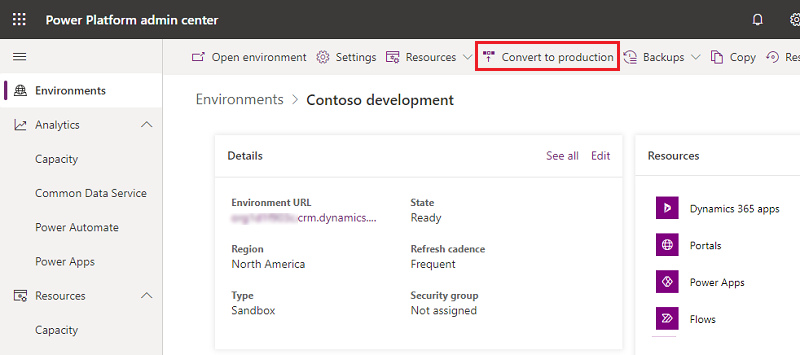 Power Platform admin center
Open environment Settings Resources Convert to production Backups Copy Res
Environments
Analytics
Capacity
Common Data Service
Power Automate
Power Apps
Resources
Capacity
Environments > Contoso development
Details See all Edit
Environment URL
crm.dynamics....
State
Ready
Region
North America
Refresh cadence
Frequent
Type
Sandbox
Security group
Not assigned
Resources
Dynamics 365 apps
Portals
Power Apps
Flows